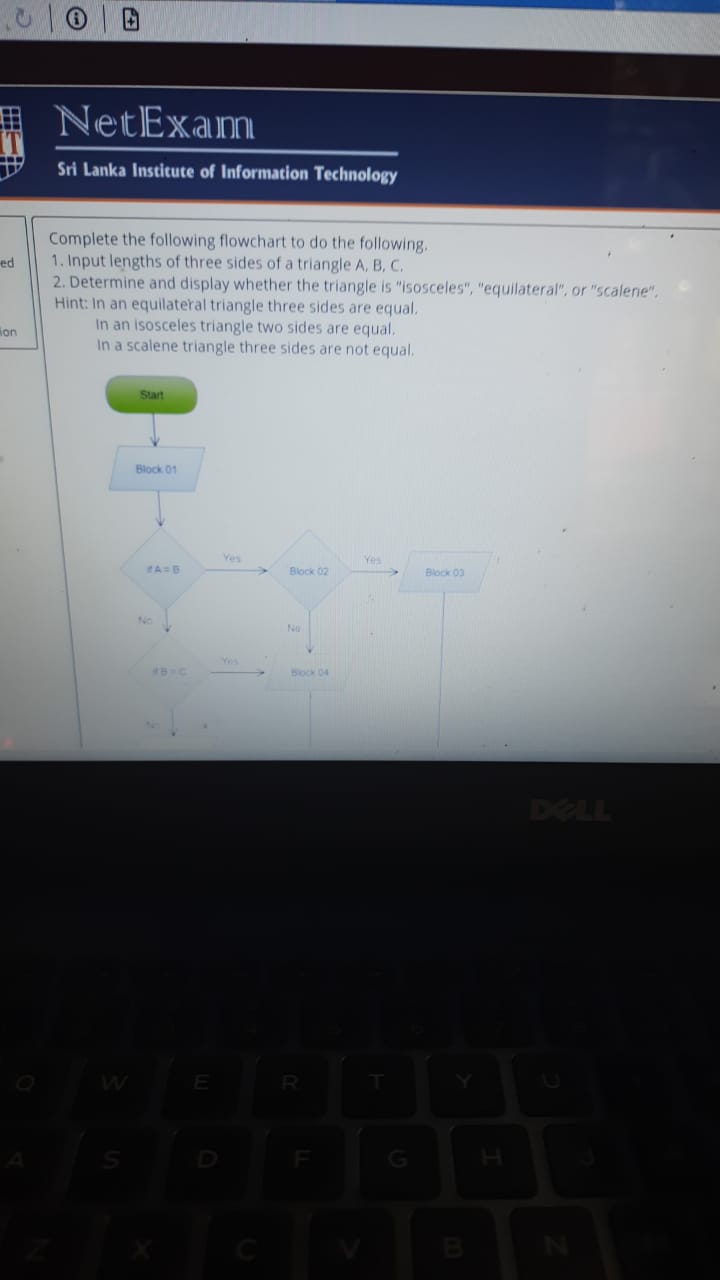 NetExam
IT
Sri Lanka Institute of Information Technology
ed
ion
Complete the following flowchart to do the following.
1. Input lengths of three sides of a triangle A, B, C.
2. Determine and display whether the triangle is "isosceles", "equilateral", or "scalene".
Hint: In an equilateral triangle three sides are equal.
In an isosceles triangle two sides are equal.
In a scalene triangle three sides are not equal.
Start
Block 01
if A = B
Yes
Block 02
Yes
Block 03
No
No
if B = C
Yes
Block 04
No
DELL
Q W E R T Y U
A S D F G H J
Z X C V B N